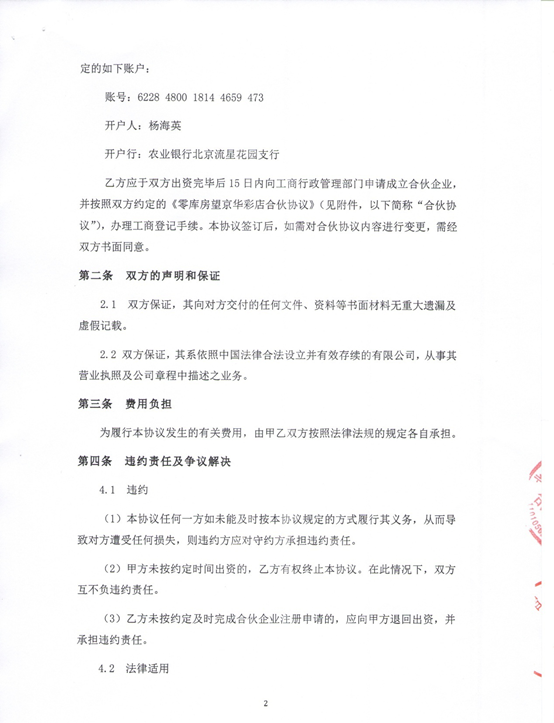 定的如下账户:
账号: 6228 4800 1814 4659 473
开户人: 杨海英
开户行: 农业银行北京流星花园支行
乙方应于双方出资完毕后 15 日内向工商行政管理部门申请成立合伙企业,
并按照双方约定的《零库房望京华彩店合伙协议》(见附件, 以下简称“合伙协
议”), 办理工商登记手续。本协议签订后, 如需对合伙协议内容进行变更, 需经
双方书面同意。
第二条 双方的声明和保证
2.1 双方保证, 其向对方交付的任何文件、资料等书面材料无重大遗漏及
虚假记载。
2.2 双方保证, 其系依照中国法律合法设立并有效存续的有限公司, 从事其
营业执照及公司章程中描述之业务。
第三条 费用负担
为履行本协议发生的有关费用, 由甲乙双方按照法律法规的规定各自承担。
第四条 违约责任及争议解决
4.1 违约
(1) 本协议任何一方如未能及时按本协议规定的方式履行其义务, 从而导
致对方遭受任何损失, 则违约方应对守约方承担违约责任。
(2) 甲方未按约定时间出资的, 乙方有权终止本协议。在此情况下, 双方
互不负违约责任。
(3) 乙方未按约定及时完成合伙企业注册申请的, 应向甲方退回出资, 并
承担违约责任。
4.2 法律适用
2